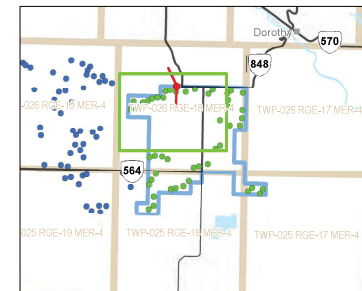 Dorothy
570
848
-026 RGE-19 MER-4
TWP-026 RGE-18 MER-4
TWP-026 RGE-17 MER-4
564
025 RGE-19 MER-4
TWP-025 RGE-18 MER-4
TWP-025 RGE-17 MER-4